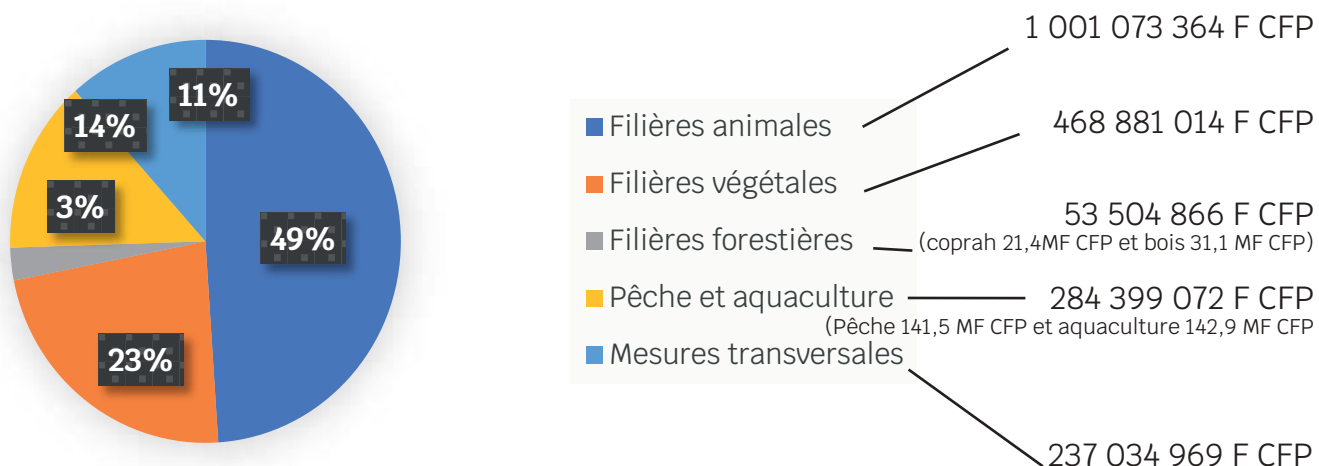 1 001 073 364 F CFP
11%
14%
3%
49%
23%
Filières animales
468 881 014 F CFP
Filières végétales
53 504 866 F CFP
Filières forestières
(coprah 21,4MF CFP et bois 31,1 MF CFP)
Pêche et aquaculture
284 399 072 F CFP
(Pêche 141,5 MF CFP et aquaculture 142,9 MF CFP
Mesures transversales
237 034 969 F CFP